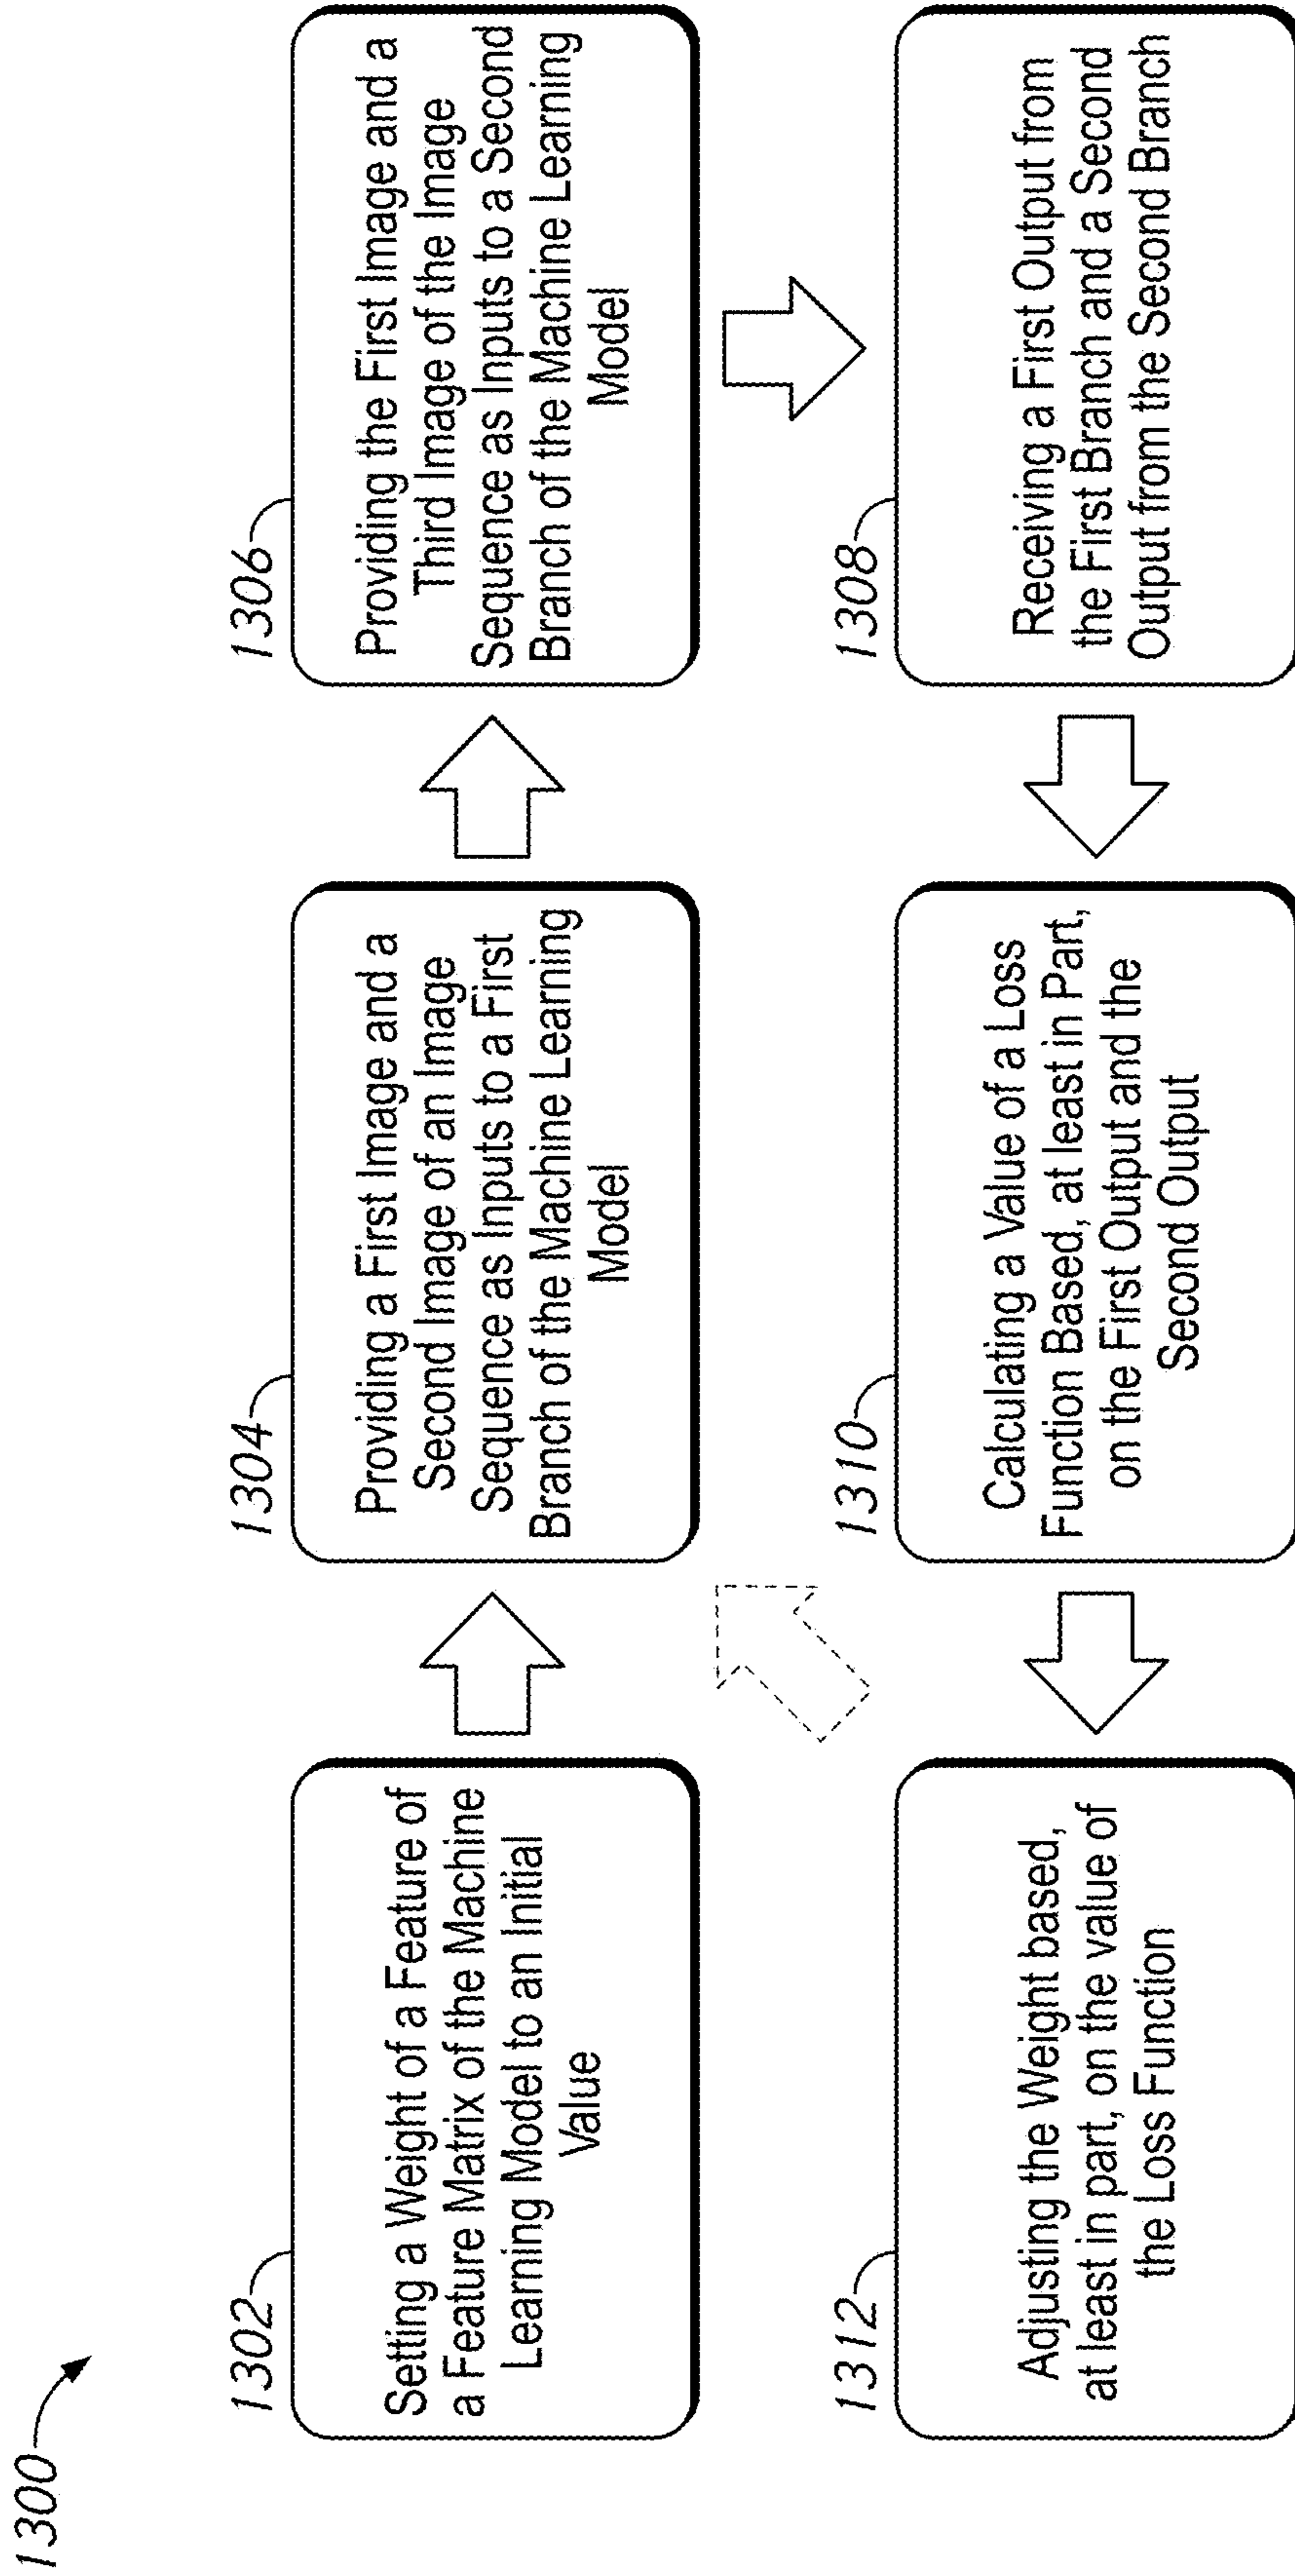 1300
1302
Setting a Weight of a Feature of
a Feature Matrix of the Machine
Learning Model to an Initial
Value
1304
Providing a First Image and a
Second Image of an Image
Sequence as Inputs to a First
Branch of the Machine Learning
Model
1306
Providing the First Image and a
Third Image of the Image
Sequence as Inputs to a Second
Branch of the Machine Learning
Model
1308
Receiving a First Output from
the First Branch and a Second
Output from the Second Branch
1310
Calculating a Value of a Loss
Function Based, at least in Part,
on the First Output and the
Second Output
1312
Adjusting the Weight based,
at least in part, on the value of
the Loss Function